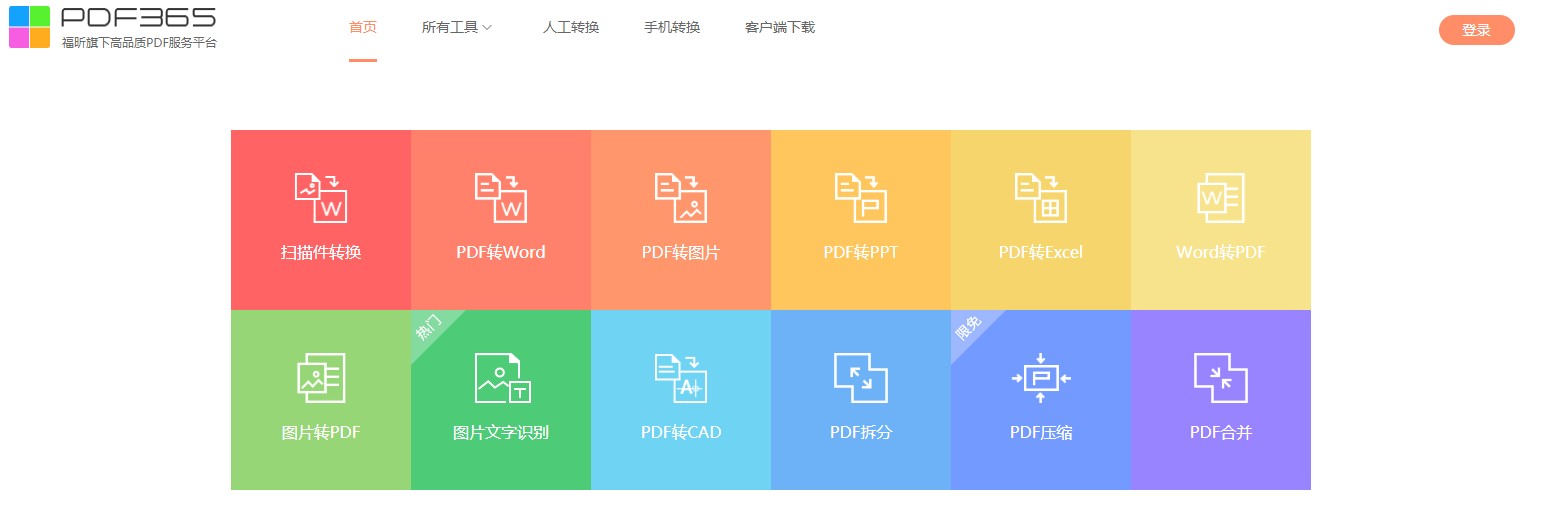 PDF365
福昕旗下高品质PDF服务平台
首页
所有工具
人工转换
手机转换
客户端下载
登录
扫描件转换
PDF转Word
PDF转图片
PDF转PPT
PDF转Excel
Word转PDF
图片转PDF
热门
图片文字识别
PDF转CAD
PDF拆分
限免
PDF压缩
PDF合并